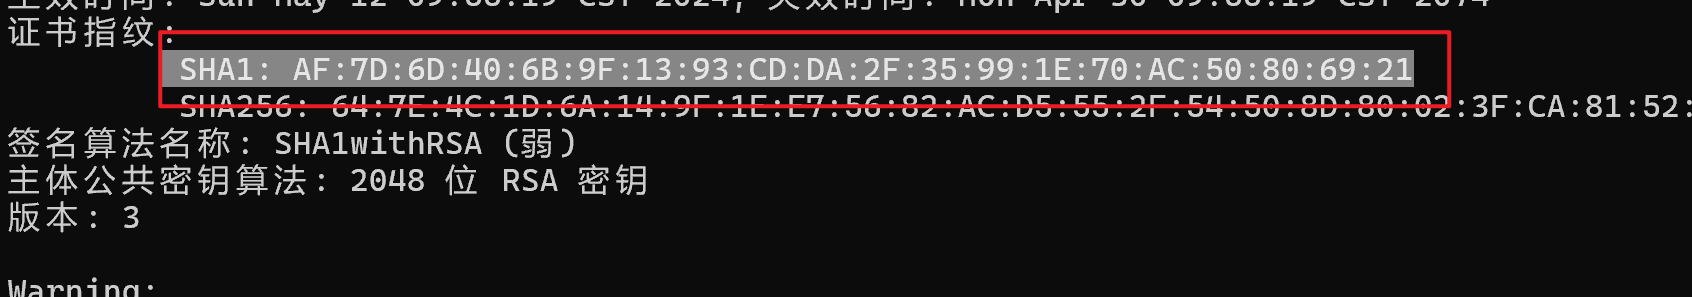 证书指纹:
SHA1: AF:7D:6D:40:6B:9F:13:93:CD:DA:2F:35:99:1E:70:AC:50:80:69:21
SHA256: 64:7E:4C:1D:6A:14:9F:1E:E7:56:82:AC:D5:55:2F:54:50:8D:80:02:3F:CA:81:52:
签名算法名称: SHA1withRSA (弱)
主体公共密钥算法: 2048 位 RSA 密钥
版本: 3
Warning: